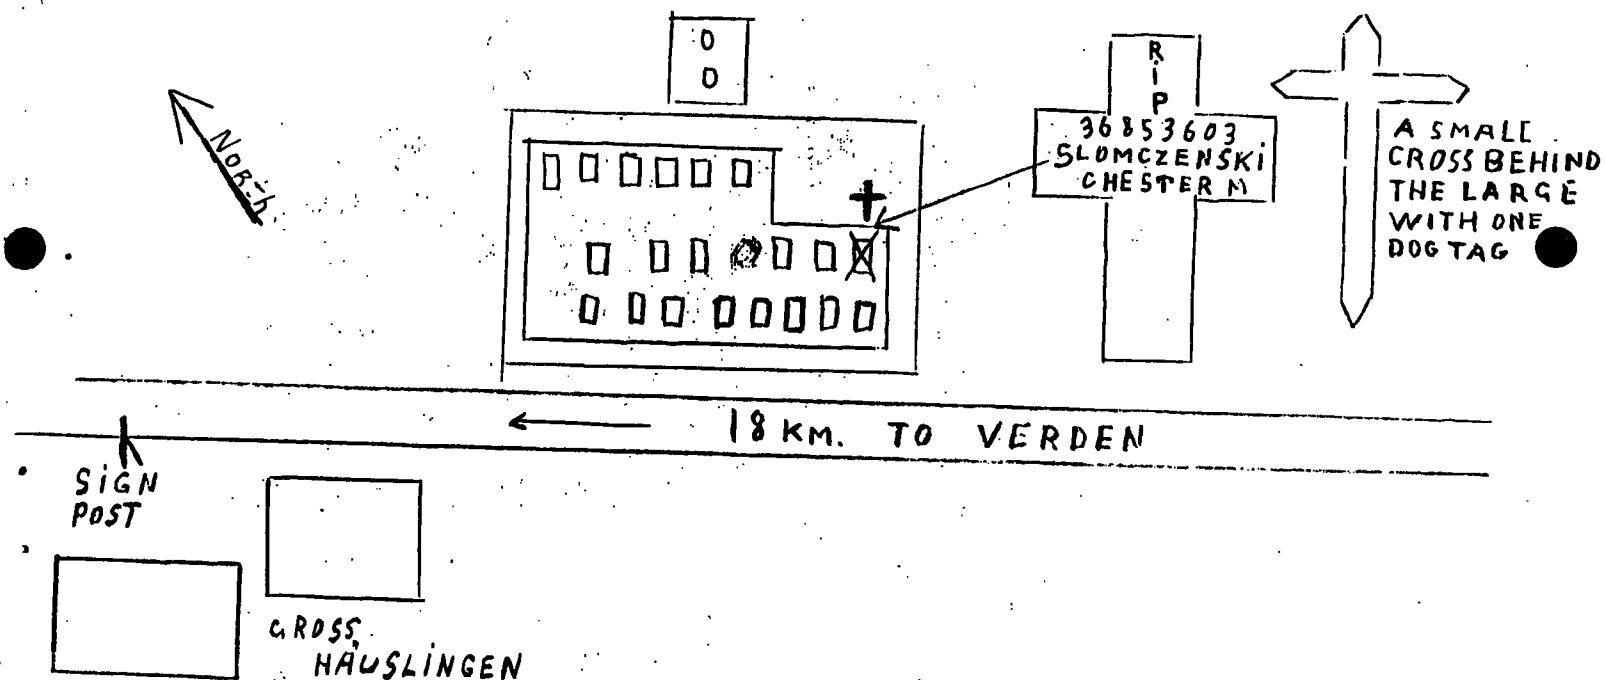 NORTH
RiP
36853603
SLOMCZENSKi
CHESTER M
A SMALL
CROSS BEHIND
THE LARGE
WITH ONE
DOG TAG
18 KM. TO VERDEN
SiGN
POST
GROSS
HÄUSLiNGEN